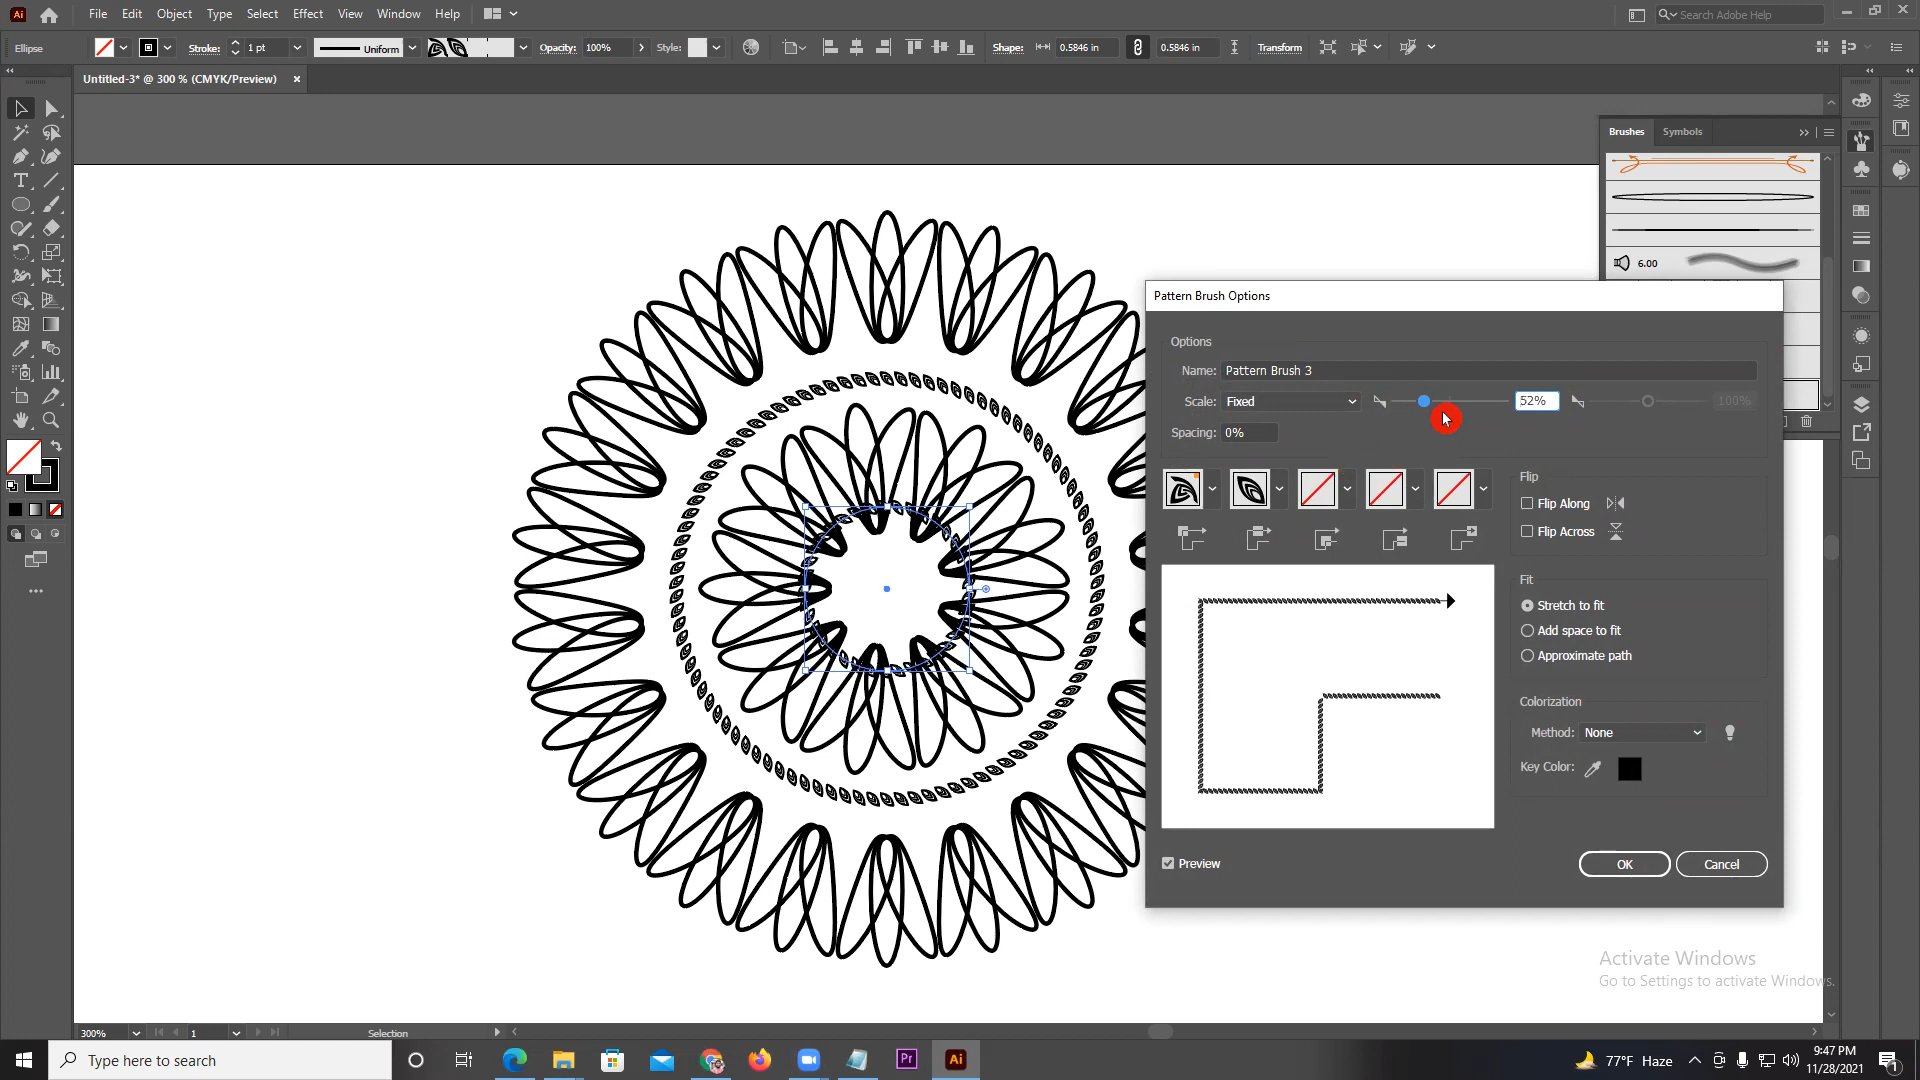 Ai File Edit Object Type Select Effect View Window Help Search Adobe Help
Ellipse Stroke: 1 pt Uniform Opacity: 100% Style: Shape: 0.5846 in 0.5846 in Transform
Untitled-3* @ 300 % (CMYK/Preview) ×
Brushes Symbols
6.00
Pattern Brush Options
Options
Name: Pattern Brush 3
Scale: Fixed 52% 100%
Spacing: 0%
Flip
Flip Along
Flip Across
Fit
Stretch to fit
Add space to fit
Approximate path
Colorization
Method: None
Key Color:
Preview
OK Cancel
Activate Windows
Go to Settings to activate Windows.
300% 1 Selection
Type here to search
Pr Ai
77°F Haze
9:47 PM
11/28/2021
1